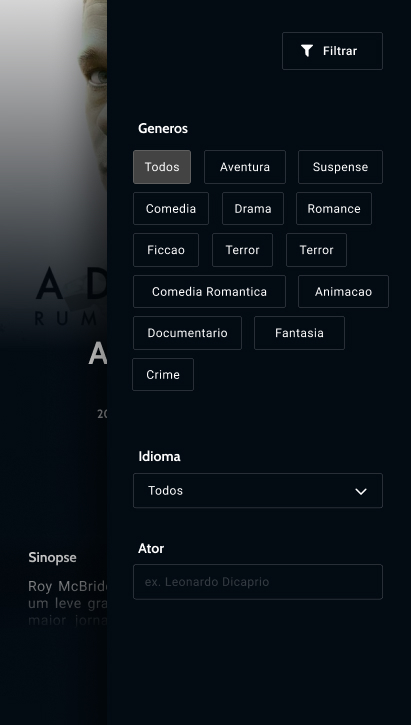 Filtrar
Generos
Todos
Aventura
Suspense
Comedia
Drama
Romance
Ficcao
Terror
Terror
Comedia Romantica
Animacao
Documentario
Fantasia
Crime
Idioma
Todos
Ator
ex. Leonardo Dicaprio
A D
RUM
A
20
Sinopse
Roy McBrid
um leve gra
maior jorna